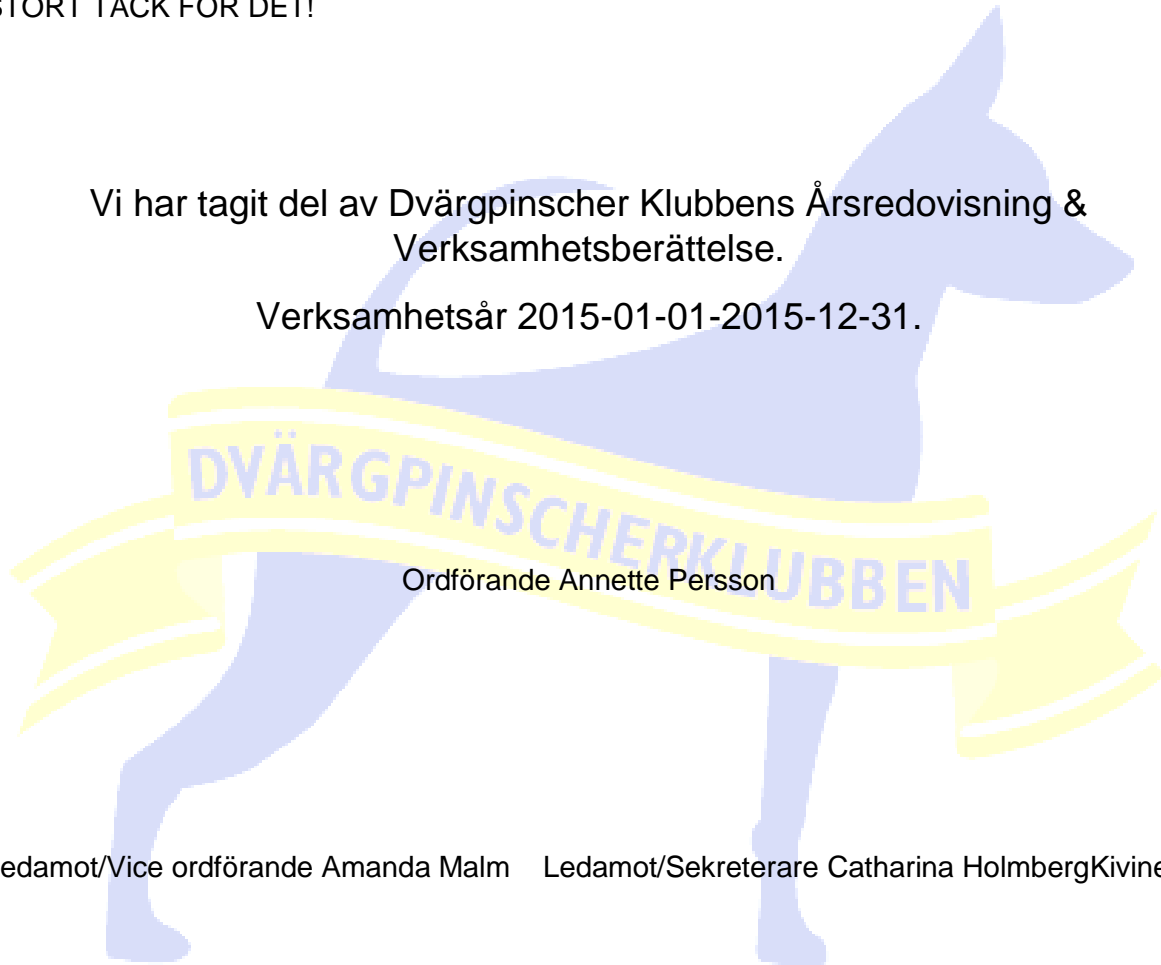 STORT TACK FÖR DET!
Vi har tagit del av Dvärgpinscher Klubbens Årsredovisning &
Verksamhetsberättelse.
Verksamhetsår 2015-01-01-2015-12-31.
DVÄRGPINSCHERKLUBBEN
Ordförande Annette Persson
edamot/Vice ordförande Amanda Malm Ledamot/Sekreterare Catharina HolmbergKivine